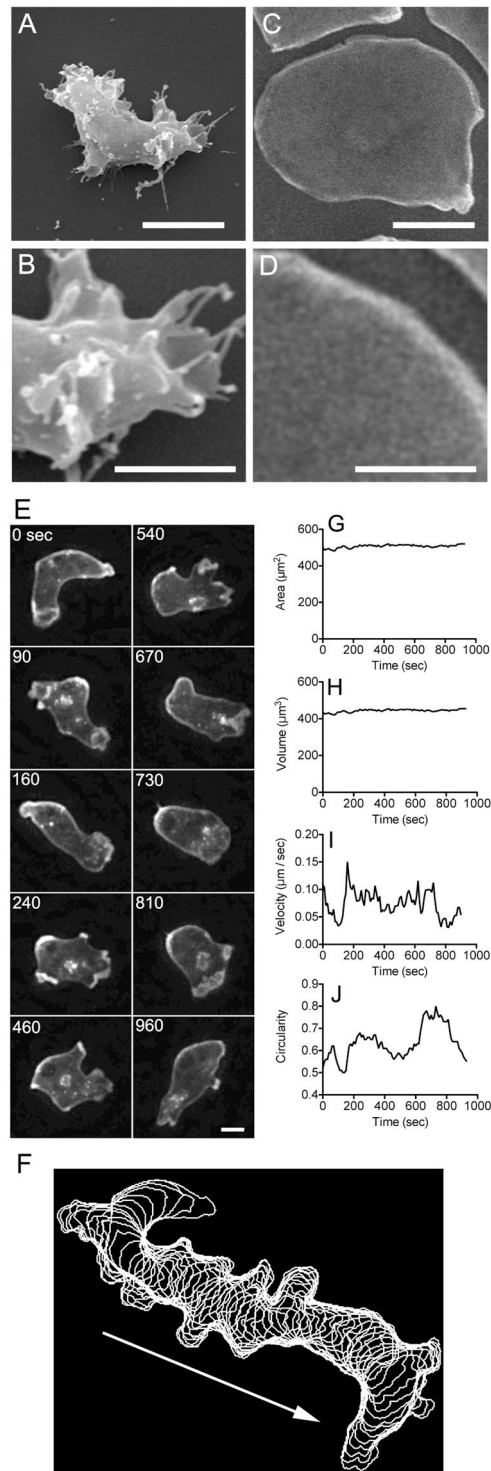 A
C
B
D
E
0 sec
540
90
670
160
730
240
810
460
960
G
Area (µm²)
600
400
200
0
0 200 400 600 800 1000
Time (sec)
H
Volume (µm³)
600
400
200
0
0 200 400 600 800 1000
Time (sec)
I
Velocity (µm / sec)
0.20
0.15
0.10
0.05
0.00
0 200 400 600 800 1000
Time (sec)
J
Circularity
0.9
0.8
0.7
0.6
0.5
0.4
0 200 400 600 800 1000
Time (sec)
F